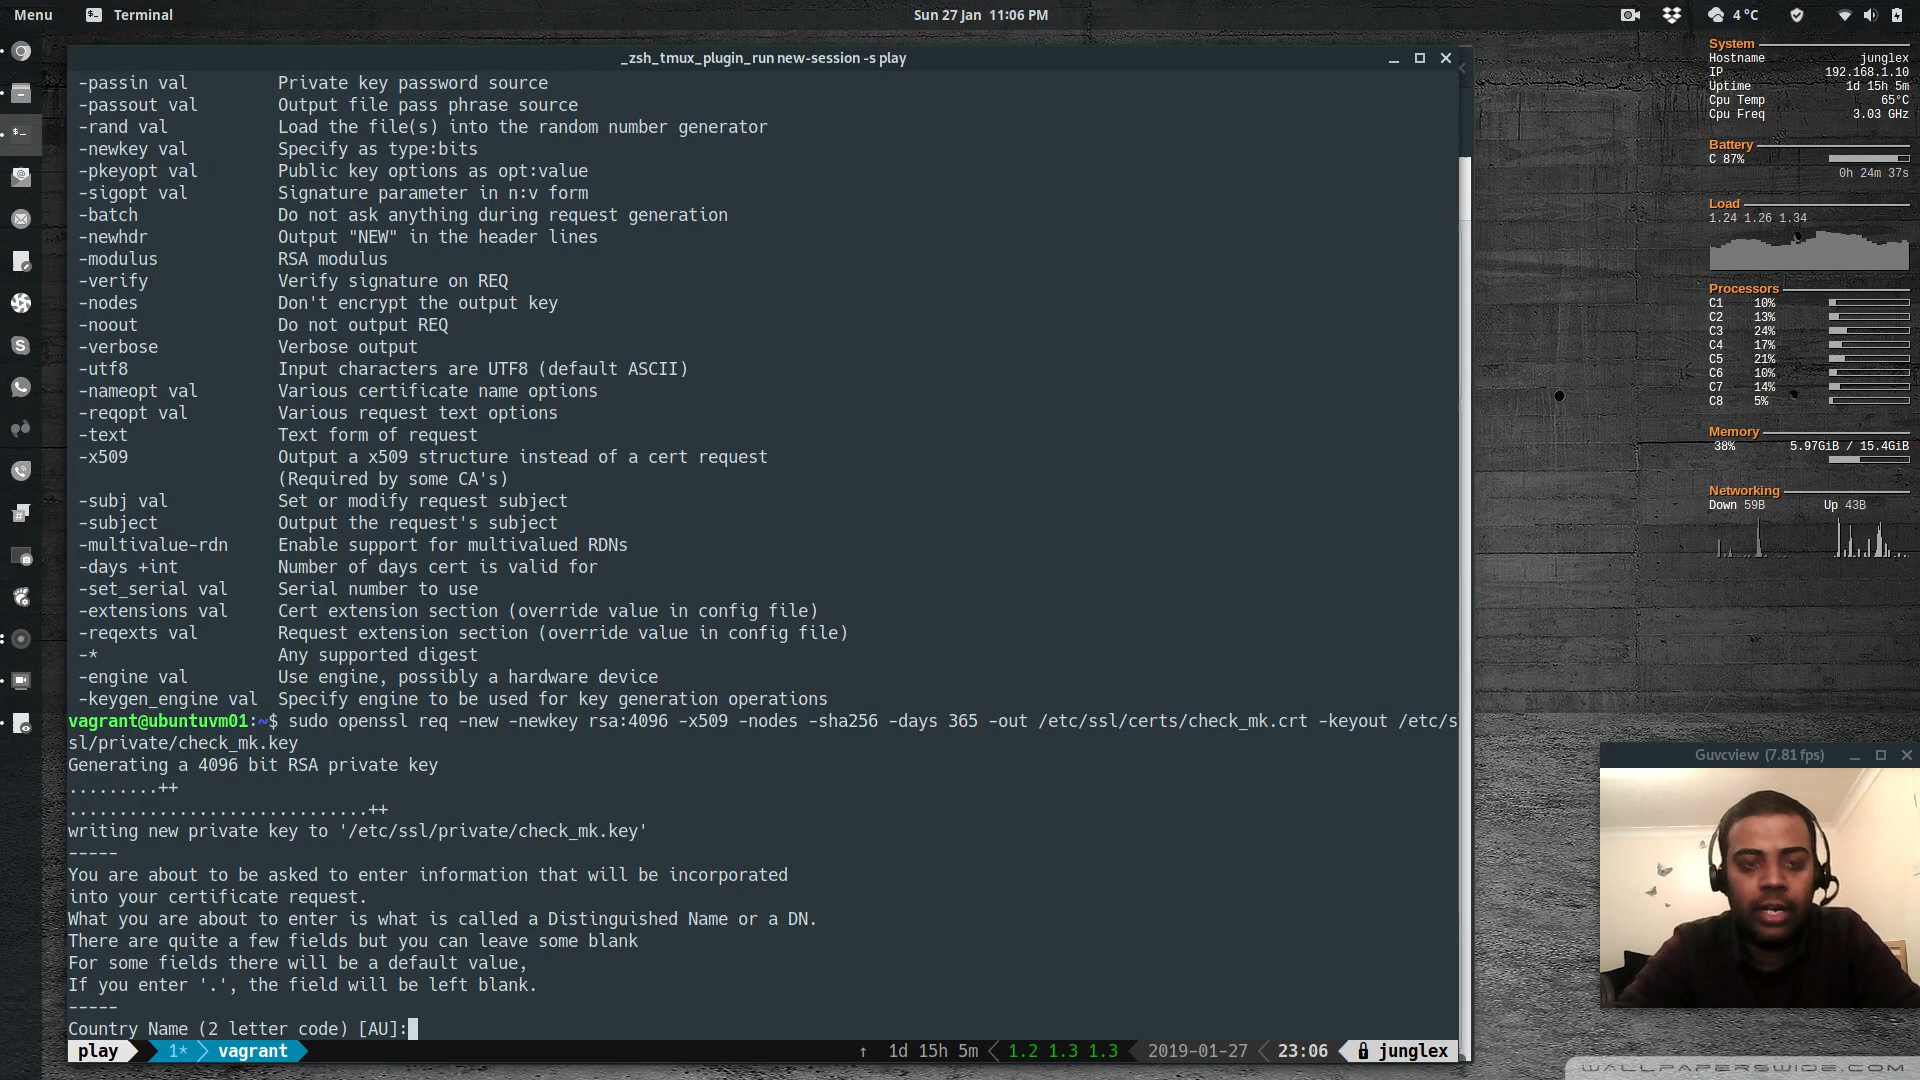 Menu Terminal Sun 27 Jan 11:06 PM 4 °C
_zsh_tmux_plugin_run new-session -s play
-passin val Private key password source
-passout val Output file pass phrase source
-rand val Load the file(s) into the random number generator
-newkey val Specify as type:bits
-pkeyopt val Public key options as opt:value
-sigopt val Signature parameter in n:v form
-batch Do not ask anything during request generation
-newhdr Output "NEW" in the header lines
-modulus RSA modulus
-verify Verify signature on REQ
-nodes Don't encrypt the output key
-noout Do not output REQ
-verbose Verbose output
-utf8 Input characters are UTF8 (default ASCII)
-nameopt val Various certificate name options
-reqopt val Various request text options
-text Text form of request
-x509 Output a x509 structure instead of a cert request
(Required by some CA's)
-subj val Set or modify request subject
-subject Output the request's subject
-multivalue-rdn Enable support for multivalued RDNs
-days +int Number of days cert is valid for
-set_serial val Serial number to use
-extensions val Cert extension section (override value in config file)
-reqexts val Request extension section (override value in config file)
-* Any supported digest
-engine val Use engine, possibly a hardware device
-keygen_engine val Specify engine to be used for key generation operations
vagrant@ubuntuvm01:~$ sudo openssl req -new -newkey rsa:4096 -x509 -nodes -sha256 -days 365 -out /etc/ssl/certs/check_mk.crt -keyout /etc/s
sl/private/check_mk.key
Generating a 4096 bit RSA private key
.........++
..............................++
writing new private key to '/etc/ssl/private/check_mk.key'
-----
You are about to be asked to enter information that will be incorporated
into your certificate request.
What you are about to enter is what is called a Distinguished Name or a DN.
There are quite a few fields but you can leave some blank
For some fields there will be a default value,
If you enter '.', the field will be left blank.
-----
Country Name (2 letter code) [AU]:
play 1* vagrant ↑ 1d 15h 5m 1.2 1.3 1.3 2019-01-27 23:06 junglex
System
Hostname junglex
IP 192.168.1.10
Uptime 1d 15h 5m
Cpu Temp 65°C
Cpu Freq 3.03 GHz
Battery
C 87%
0h 24m 37s
Load
1.24 1.26 1.34
Processors
C1 10%
C2 13%
C3 24%
C4 17%
C5 21%
C6 10%
C7 14%
C8 5%
Memory
38% 5.97GiB / 15.4GiB
Networking
Down 59B Up 43B
Guvcview (7.81 fps)
WALLPAPERSWIDE.COM